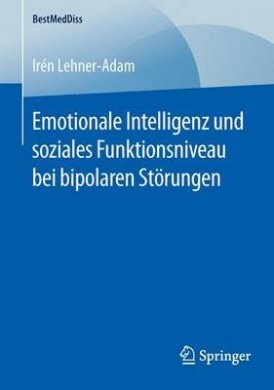 BestMedDiss
Irén Lehner-Adam
Emotionale Intelligenz und
soziales Funktionsniveau
bei bipolaren Störungen
Springer